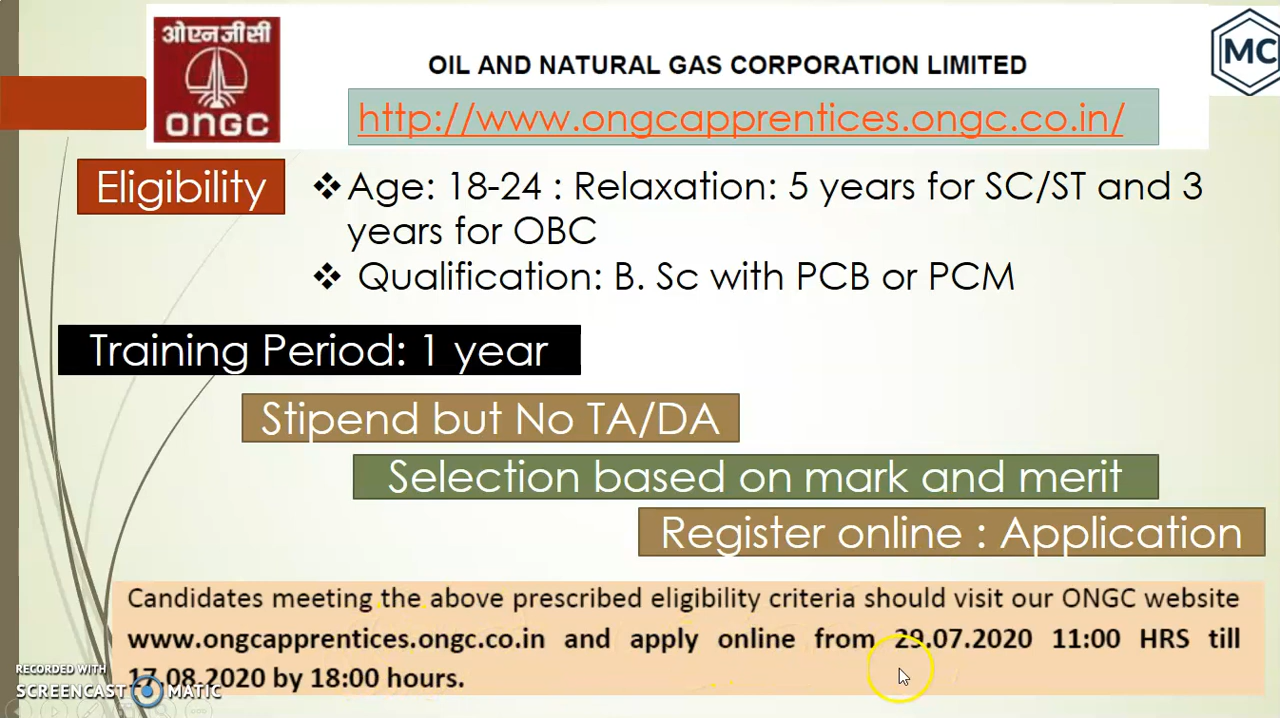 ओएनजीसी
ONGC
OIL AND NATURAL GAS CORPORATION LIMITED
MC
http://www.ongcapprentices.ongc.co.in/
Eligibility
❖ Age: 18-24 : Relaxation: 5 years for SC/ST and 3
years for OBC
❖ Qualification: B. Sc with PCB or PCM
Training Period: 1 year
Stipend but No TA/DA
Selection based on mark and merit
Register online : Application
Candidates meeting the above prescribed eligibility criteria should visit our ONGC website
www.ongcapprentices.ongc.co.in and apply online from 29.07.2020 11:00 HRS till
17.08.2020 by 18:00 hours.
RECORDED WITH
SCREENCAST MATIC